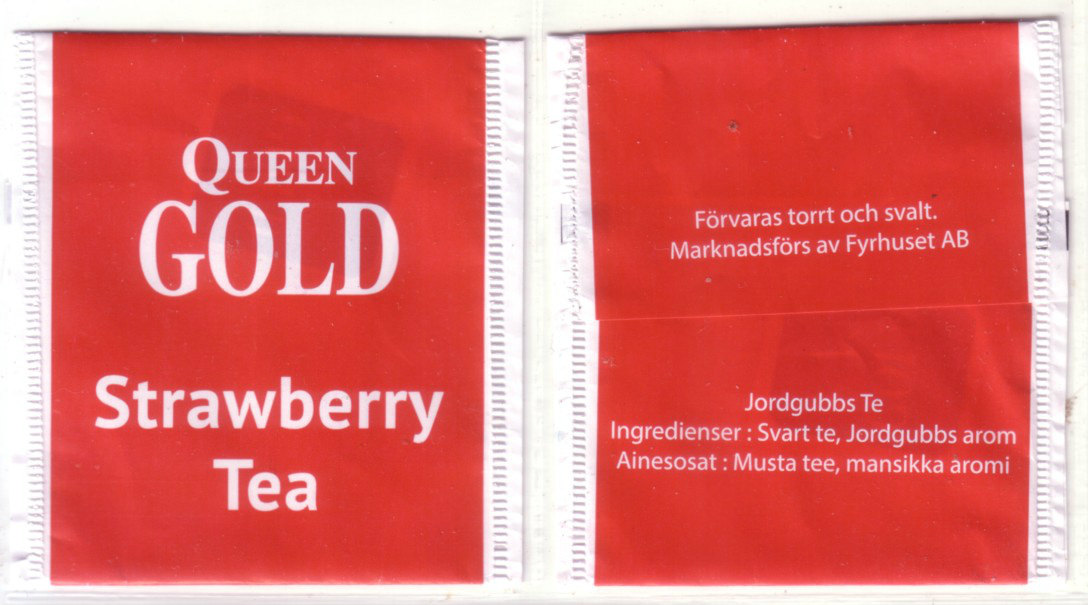 QUEEN
GOLD
Strawberry
Tea
Förvaras torrt och svalt.
Marknadsförs av Fyrhuset AB
Jordgubbs Te
Ingredienser : Svart te, Jordgubbs arom
Ainesosat : Musta tee, mansikka aromi